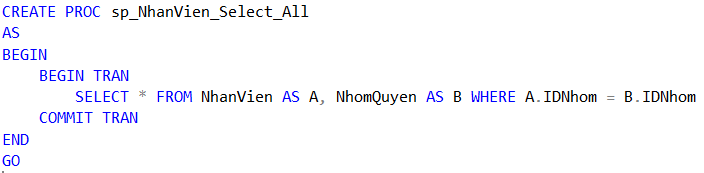 CREATE PROC sp_NhanVien_Select_All
AS
BEGIN
    BEGIN TRAN
        SELECT * FROM NhanVien AS A, NhomQuyen AS B WHERE A.IDNhom = B.IDNhom
    COMMIT TRAN
END
GO